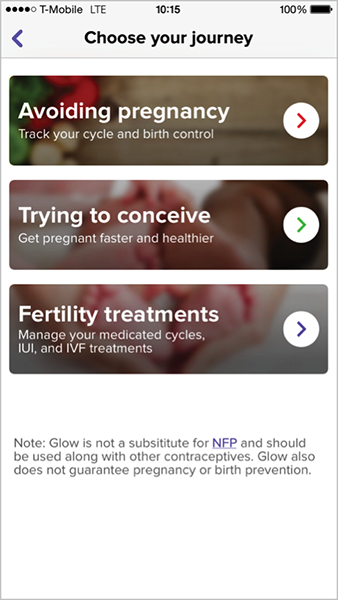 T-Mobile LTE 10:15 100%
Choose your journey
Avoiding pregnancy
Track your cycle and birth control
Trying to conceive
Get pregnant faster and healthier
Fertility treatments
Manage your medicated cycles,
IUI, and IVF treatments
Note: Glow is not a subsititute for NFP and should
be used along with other contraceptives. Glow also
does not guarantee pregnancy or birth prevention.